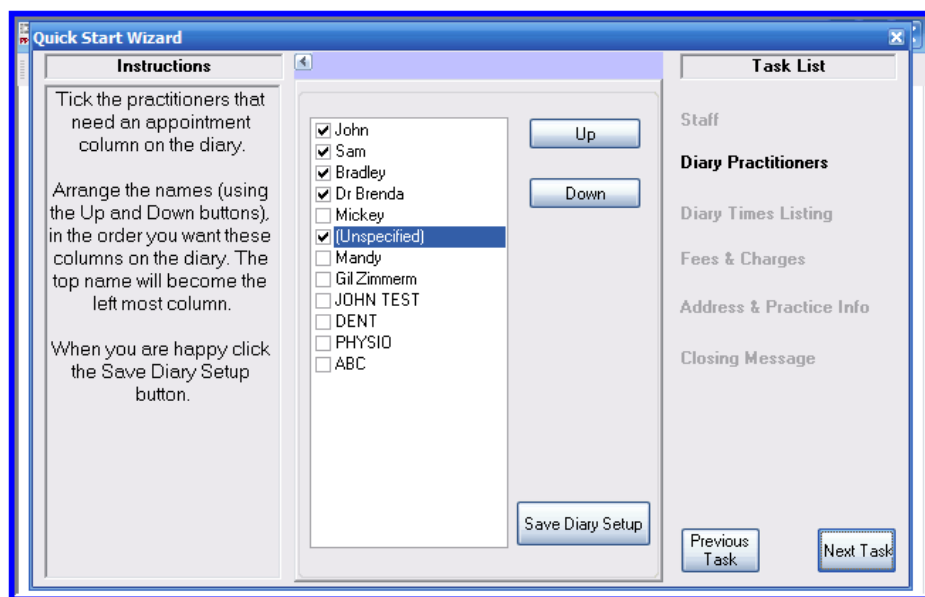 Quick Start Wizard
Instructions
Tick the practitioners that
need an appointment
column on the diary.
Arrange the names (using
the Up and Down buttons),
in the order you want these
columns on the diary. The
top name will become the
left most column.
When you are happy click
the Save Diary Setup
button.
John
Sam
Bradley
Dr Brenda
Mickey
(Unspecified)
Mandy
Gil Zimmerm
JOHN TEST
DENT
PHYSIO
ABC
Up
Down
Save Diary Setup
Task List
Staff
Diary Practitioners
Diary Times Listing
Fees & Charges
Address & Practice Info
Closing Message
Previous
Task
Next Task